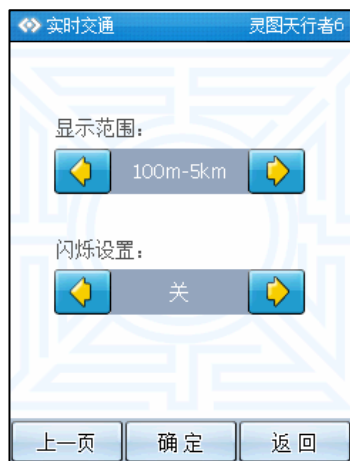 实时交通 灵图天行者6
显示范围：
100m-5km
闪烁设置：
关
上一页 确定 返回